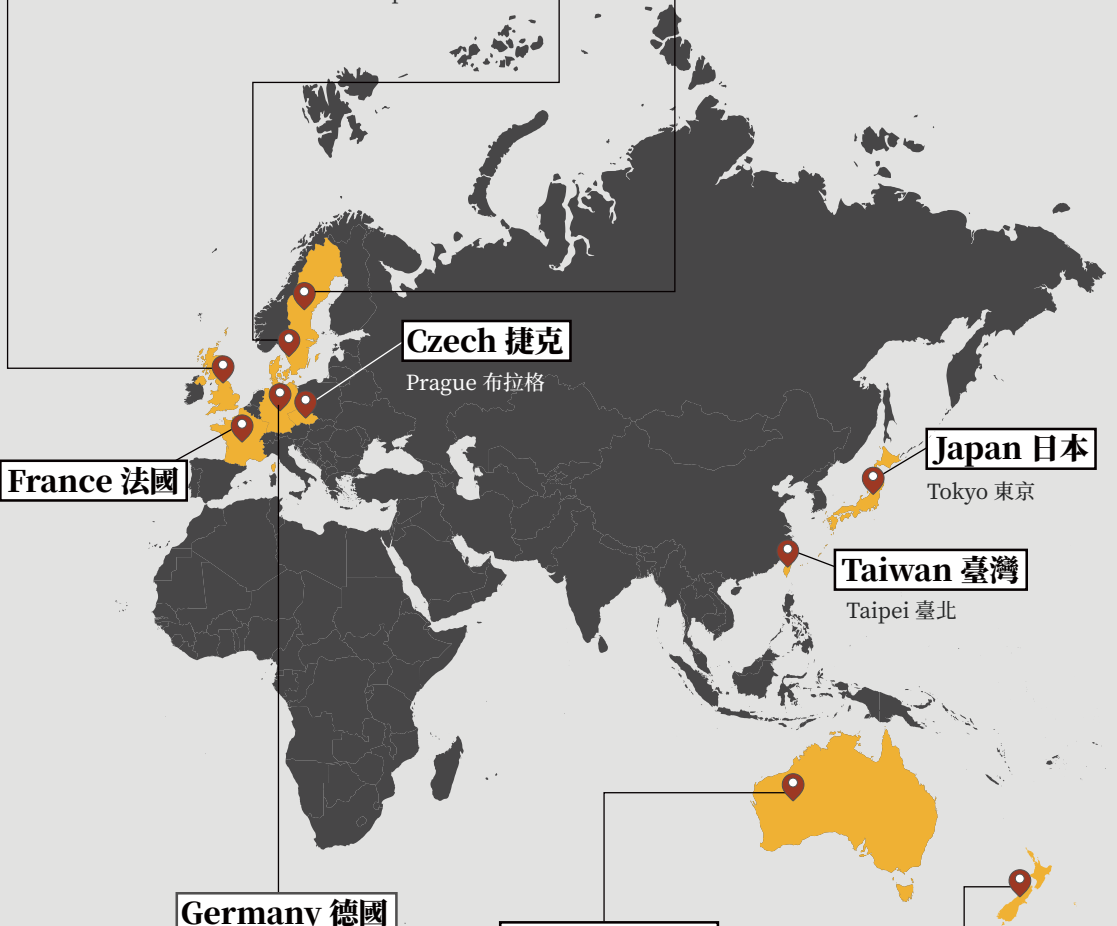 Czech 捷克
Prague 布拉格
Japan 日本
Tokyo 東京
France 法國
Taiwan 臺灣
Taipei 臺北
Germany 德國